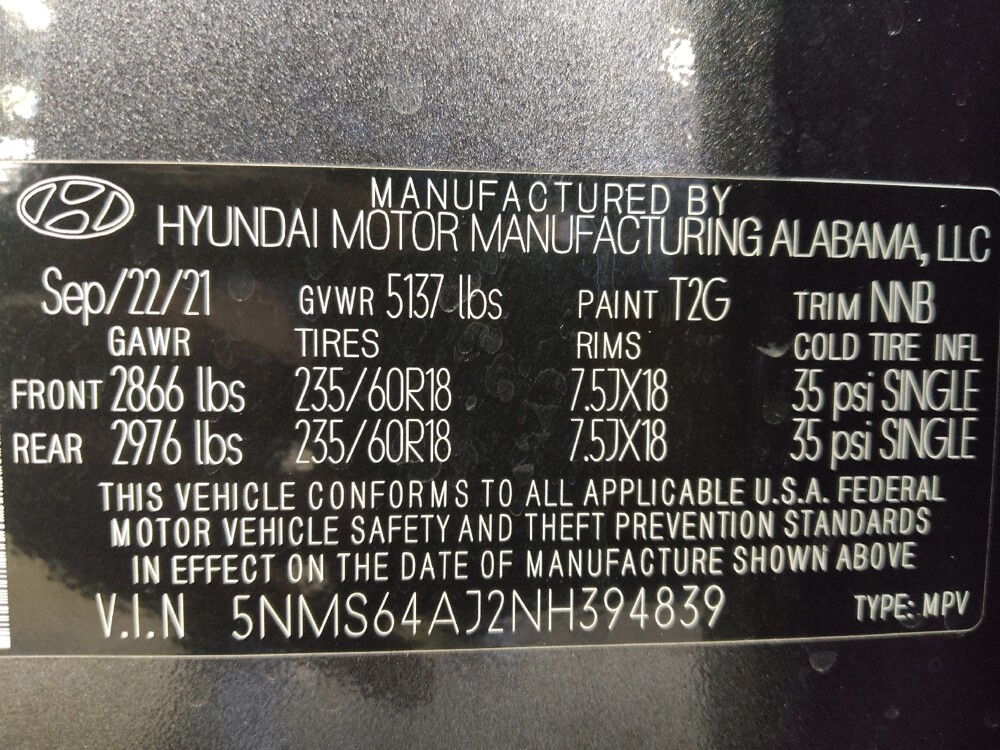 MANUFACTURED BY
HYUNDAI MOTOR MANUFACTURING ALABAMA, LLC
Sep/22/21 GVWR 5137 lbs PAINT T2G TRIM NNB
GAWR TIRES RIMS COLD TIRE INFL
FRONT 2866 lbs 235/60R18 7.5JX18 35 psi SINGLE
REAR 2976 lbs 235/60R18 7.5JX18 35 psi SINGLE
THIS VEHICLE CONFORMS TO ALL APPLICABLE U.S.A. FEDERAL
MOTOR VEHICLE SAFETY AND THEFT PREVENTION STANDARDS
IN EFFECT ON THE DATE OF MANUFACTURE SHOWN ABOVE
V.I.N 5NMS64AJ2NH394839 TYPE: MPV